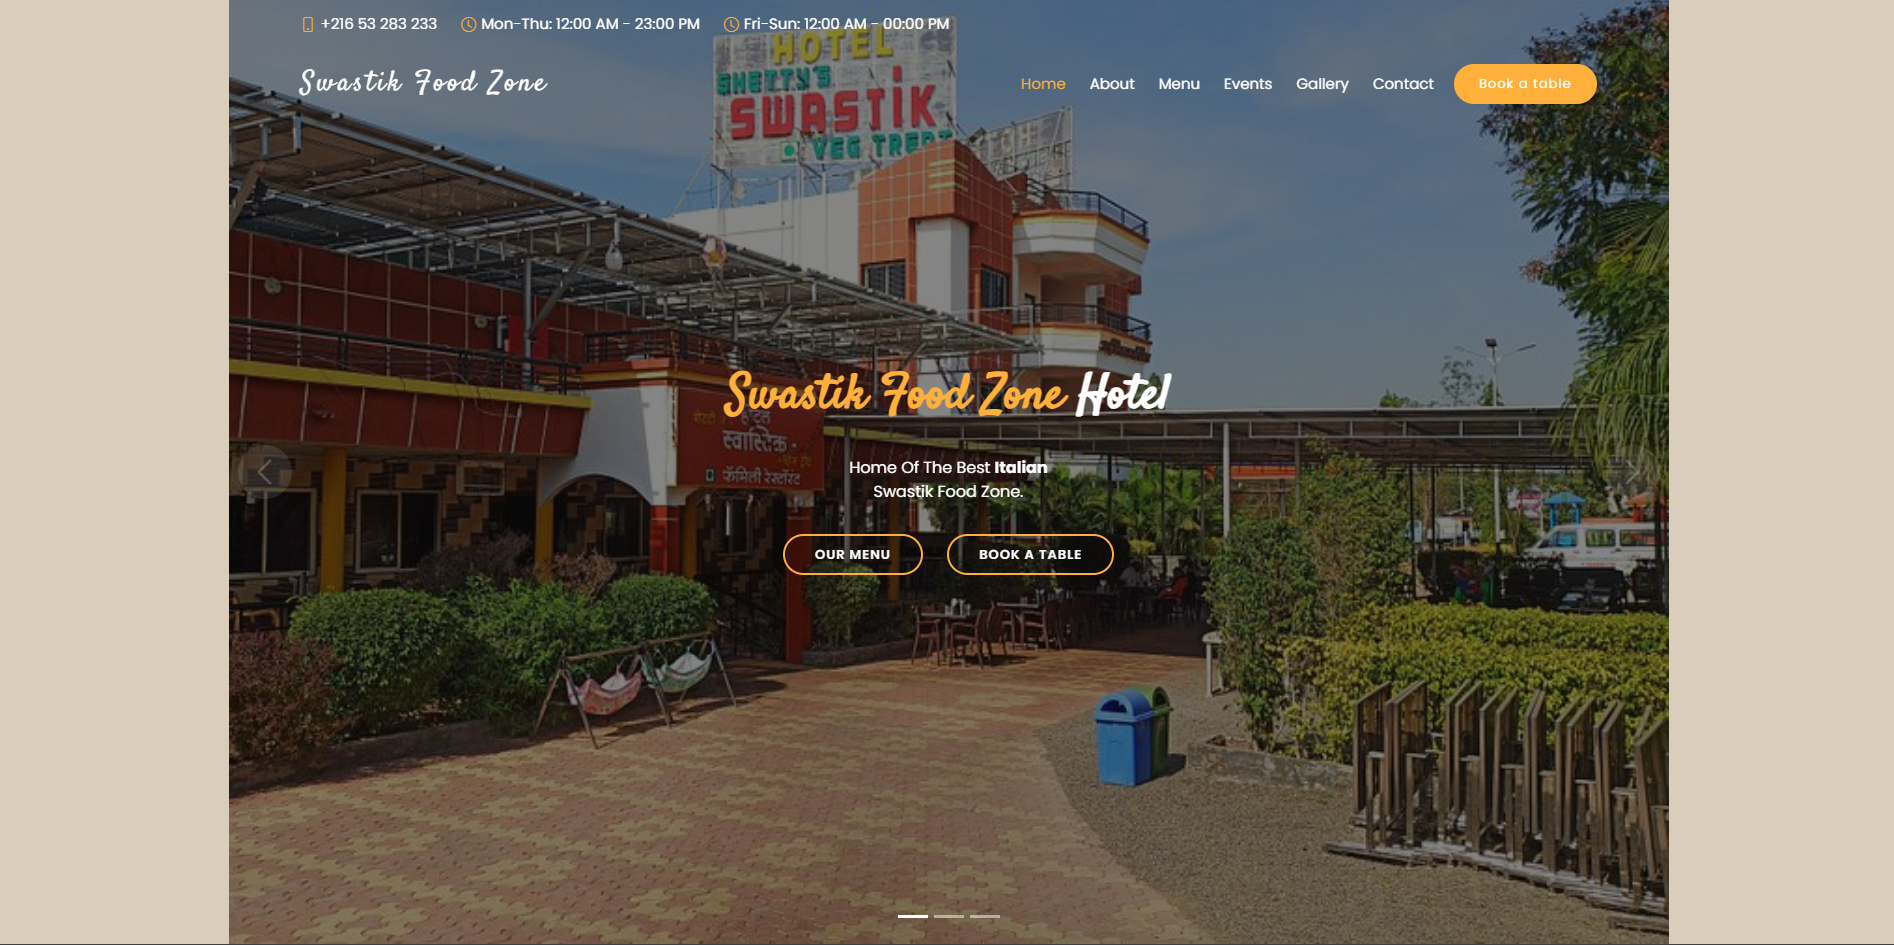 +216 53 283 233 Mon-Thu: 12:00 AM - 23:00 PM Fri-Sun: 12:00 AM - 00:00 PM
Swastik Food Zone
Home About Menu Events Gallery Contact Book a table
HOTEL
SHETTY'S
SWASTIK
VEG TREAT
Swastik Food Zone Hotel
हॉटेल
स्वास्तिक
फॅमिली रेस्टॉरंट
Home Of The Best Italian
Swastik Food Zone.
OUR MENU BOOK A TABLE